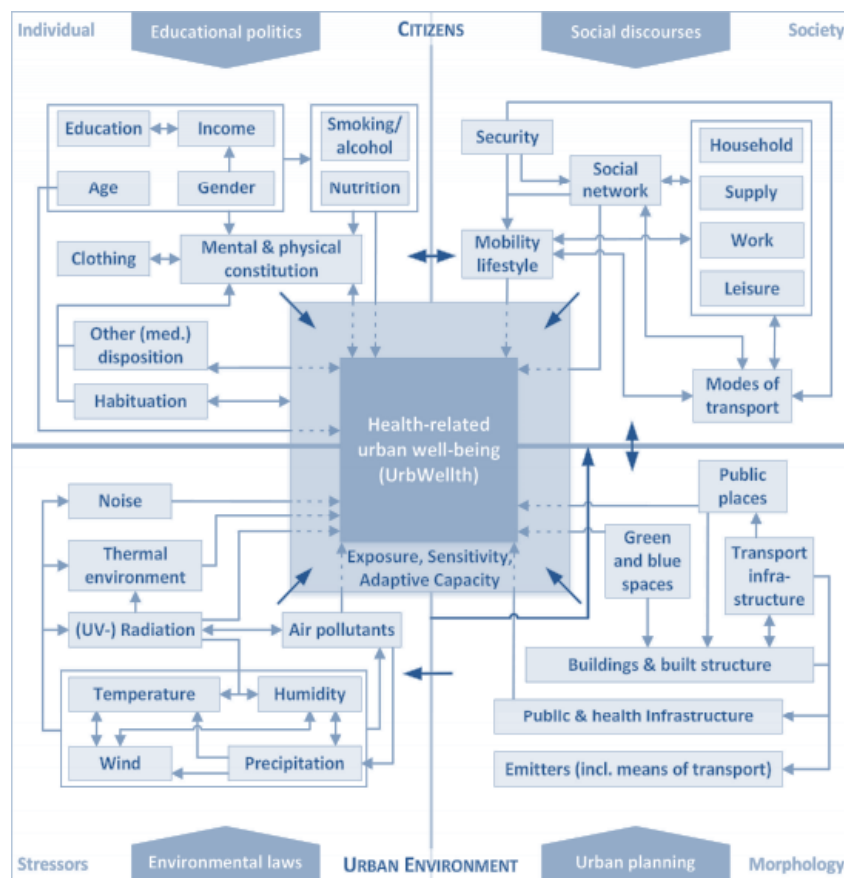 Individual
Educational politics
CITIZENS
Social discourses
Society
Education
Income
Age
Gender
Smoking/
alcohol
Nutrition
Clothing
Mental & physical
constitution
Other (med.)
disposition
Habituation
Security
Social
network
Mobility
lifestyle
Household
Supply
Work
Leisure
Modes of
transport
Health-related
urban well-being
(UrbWellth)
Exposure, Sensitivity,
Adaptive Capacity
Noise
Thermal
environment
(UV-) Radiation
Air pollutants
Temperature
Humidity
Wind
Precipitation
Public
places
Green
and blue
spaces
Transport
infra-
structure
Buildings & built structure
Public & health Infrastructure
Emitters (incl. means of transport)
Stressors
Environmental laws
URBAN ENVIRONMENT
Urban planning
Morphology